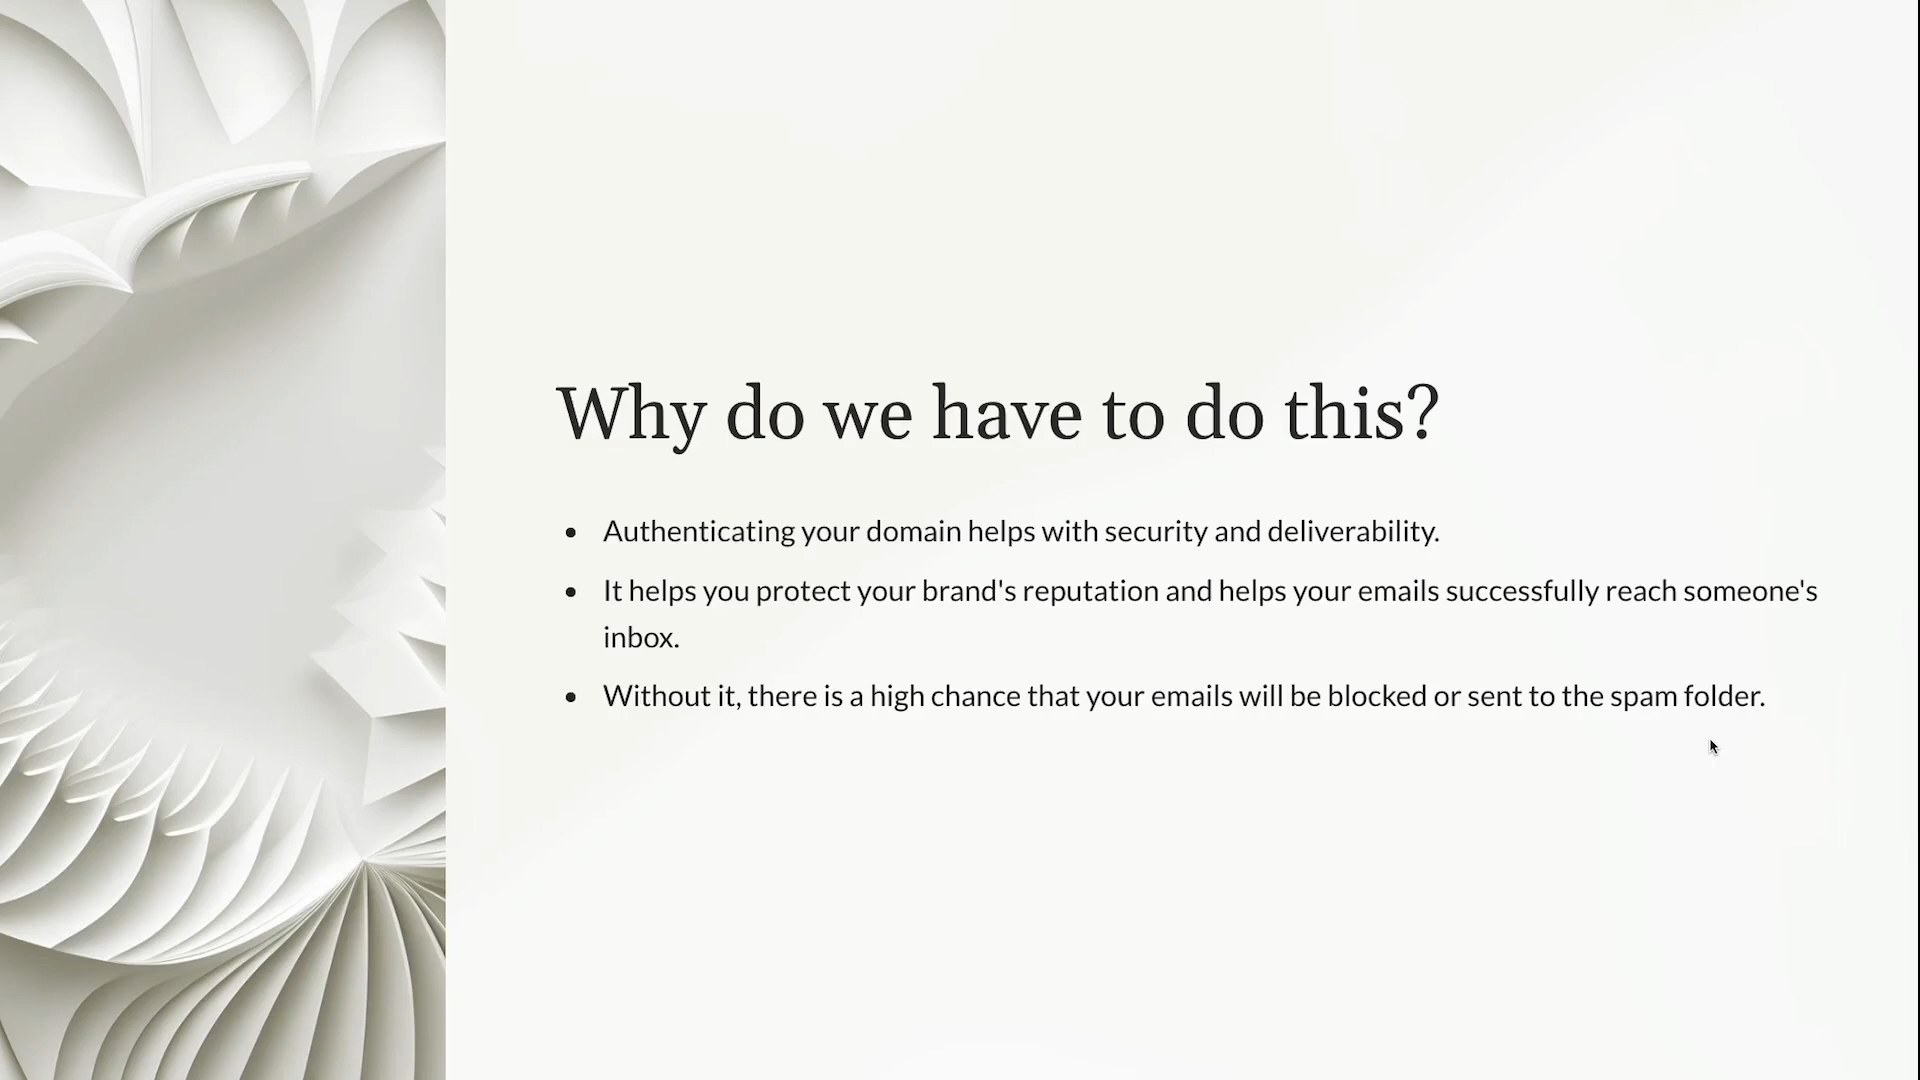 Why do we have to do this?
• Authenticating your domain helps with security and deliverability.
• It helps you protect your brand's reputation and helps your emails successfully reach someone's
inbox.
• Without it, there is a high chance that your emails will be blocked or sent to the spam folder.